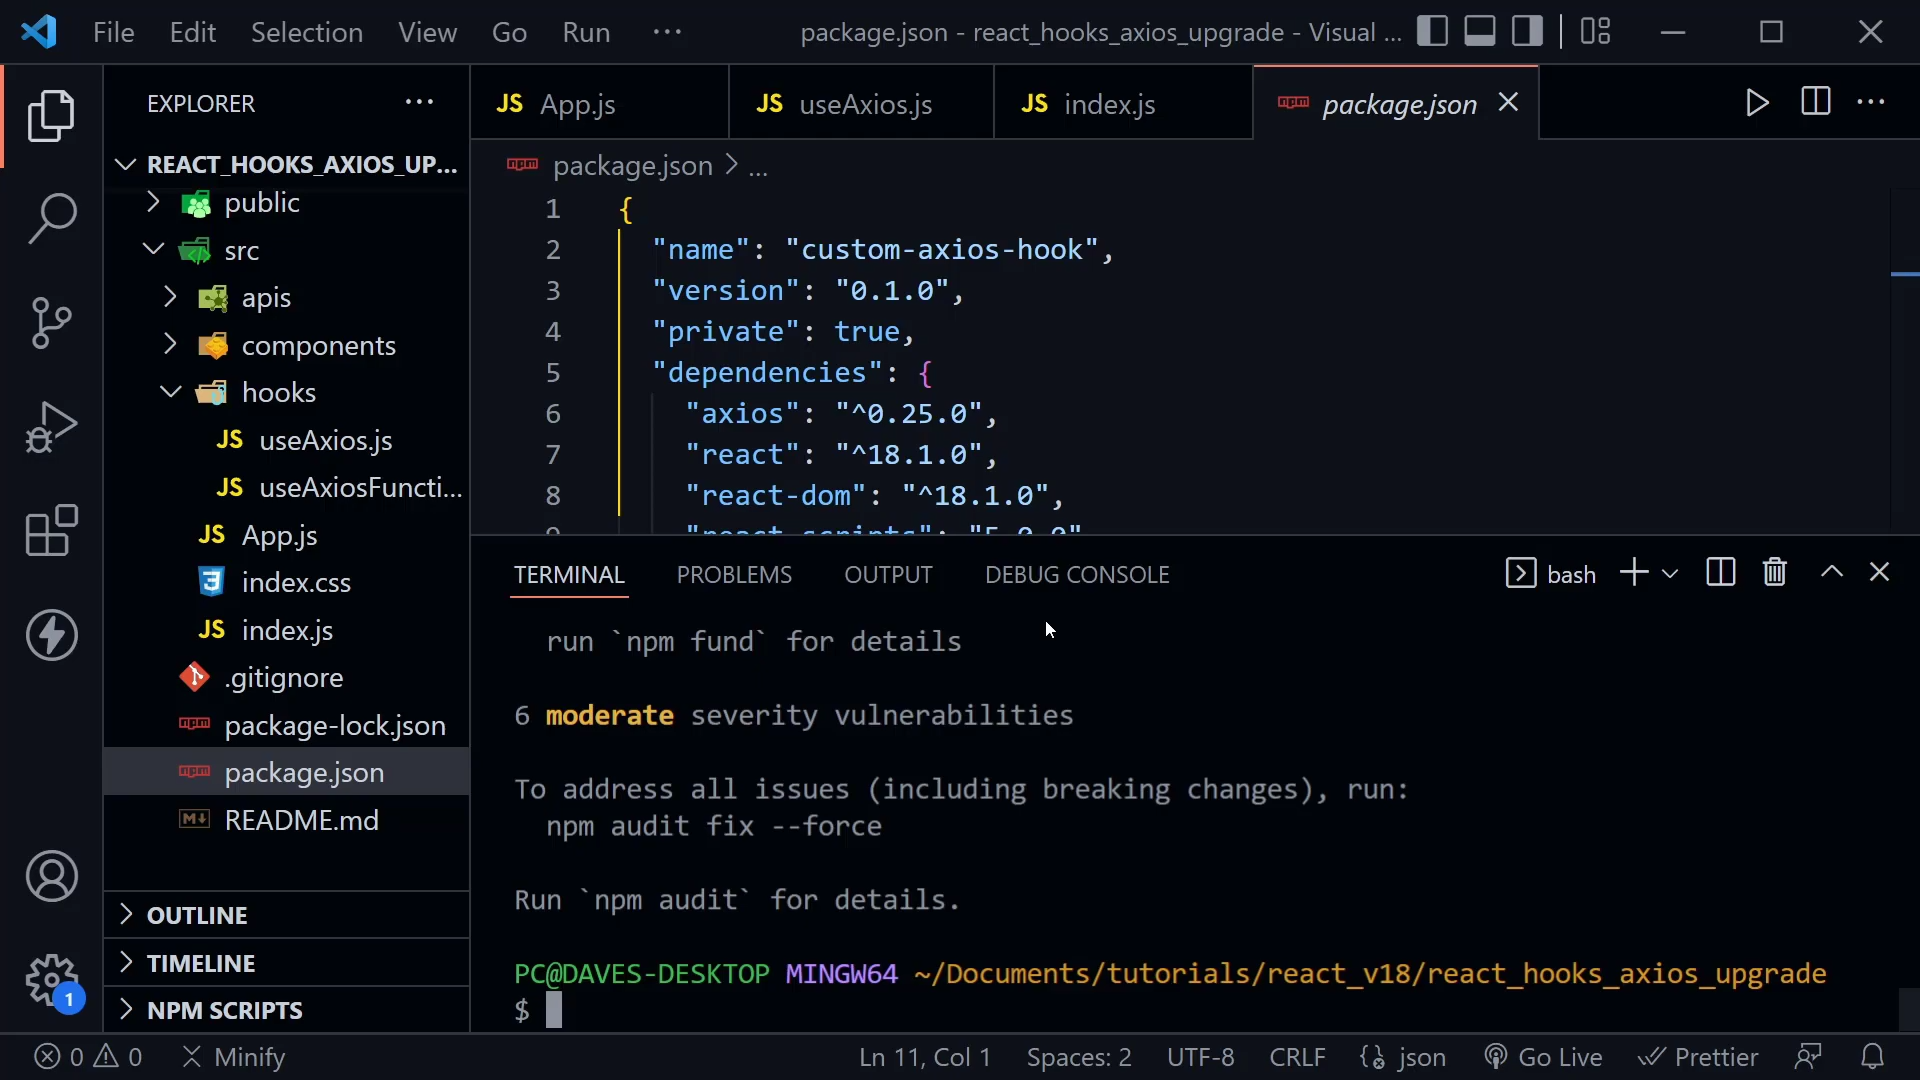 File Edit Selection View Go Run ··· package.json - react_hooks_axios_upgrade - Visual ...
EXPLORER ···
JS App.js
JS useAxios.js
JS index.js
package.json
···
REACT_HOOKS_AXIOS_UP...
public
src
apis
components
hooks
JS useAxios.js
JS useAxiosFuncti...
JS App.js
index.css
JS index.js
.gitignore
package-lock.json
package.json
README.md
OUTLINE
TIMELINE
NPM SCRIPTS
1
package.json > ...
1 {
2 "name": "custom-axios-hook",
3 "version": "0.1.0",
4 "private": true,
5 "dependencies": {
6 "axios": "^0.25.0",
7 "react": "^18.1.0",
8 "react-dom": "^18.1.0",
9 "react-scripts": "5.0.0"
TERMINAL PROBLEMS OUTPUT DEBUG CONSOLE bash
run `npm fund` for details
6 moderate severity vulnerabilities
To address all issues (including breaking changes), run:
npm audit fix --force
Run `npm audit` for details.
PC@DAVES-DESKTOP MINGW64 ~/Documents/tutorials/react_v18/react_hooks_axios_upgrade
$
0 0 Minify Ln 11, Col 1 Spaces: 2 UTF-8 CRLF json Go Live Prettier